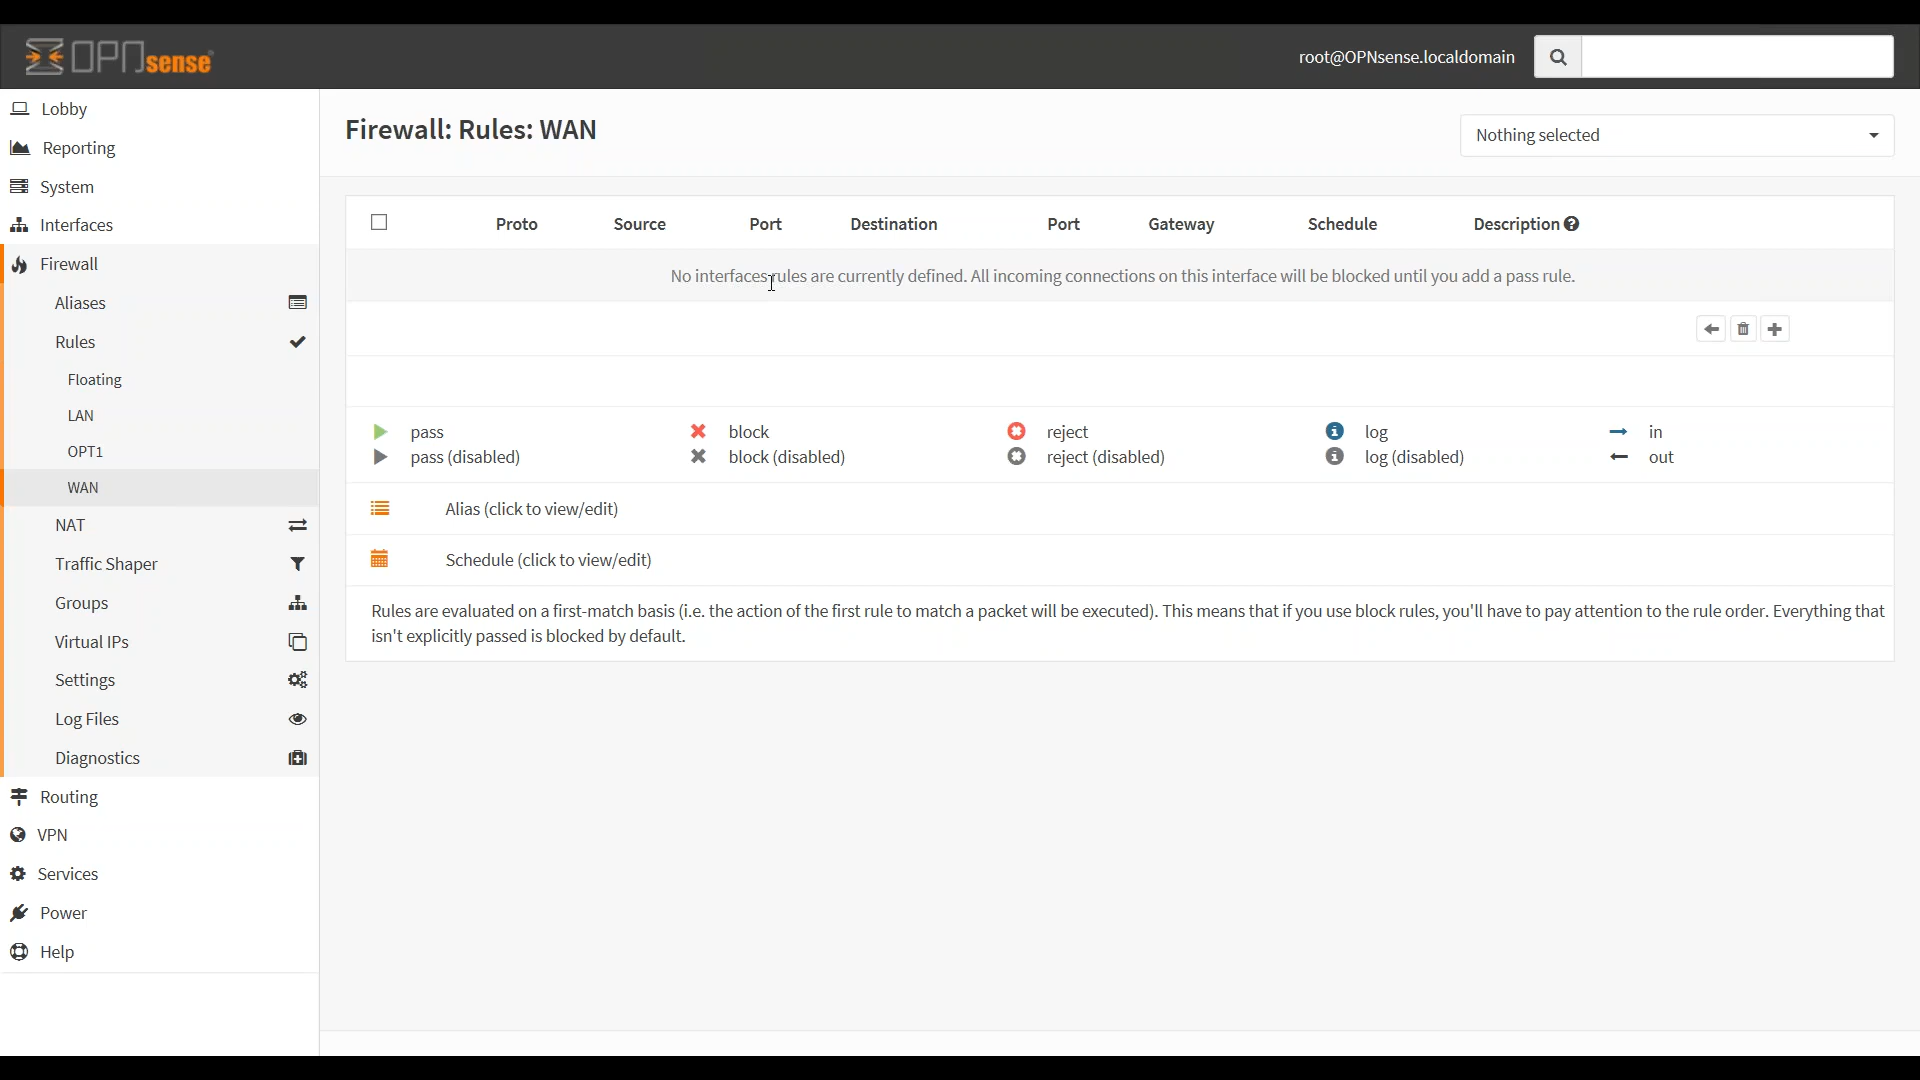 OPNsense
root@OPNsense.localdomain
Lobby
Reporting
System
Interfaces
Firewall
Aliases
Rules
Floating
LAN
OPT1
WAN
NAT
Traffic Shaper
Groups
Virtual IPs
Settings
Log Files
Diagnostics
Routing
VPN
Services
Power
Help
Firewall: Rules: WAN
Nothing selected
Proto Source Port Destination Port Gateway Schedule Description
No interfaces rules are currently defined. All incoming connections on this interface will be blocked until you add a pass rule.
pass block reject log in
pass (disabled) block (disabled) reject (disabled) log (disabled) out
Alias (click to view/edit)
Schedule (click to view/edit)
Rules are evaluated on a first-match basis (i.e. the action of the first rule to match a packet will be executed). This means that if you use block rules, you'll have to pay attention to the rule order. Everything that
isn't explicitly passed is blocked by default.